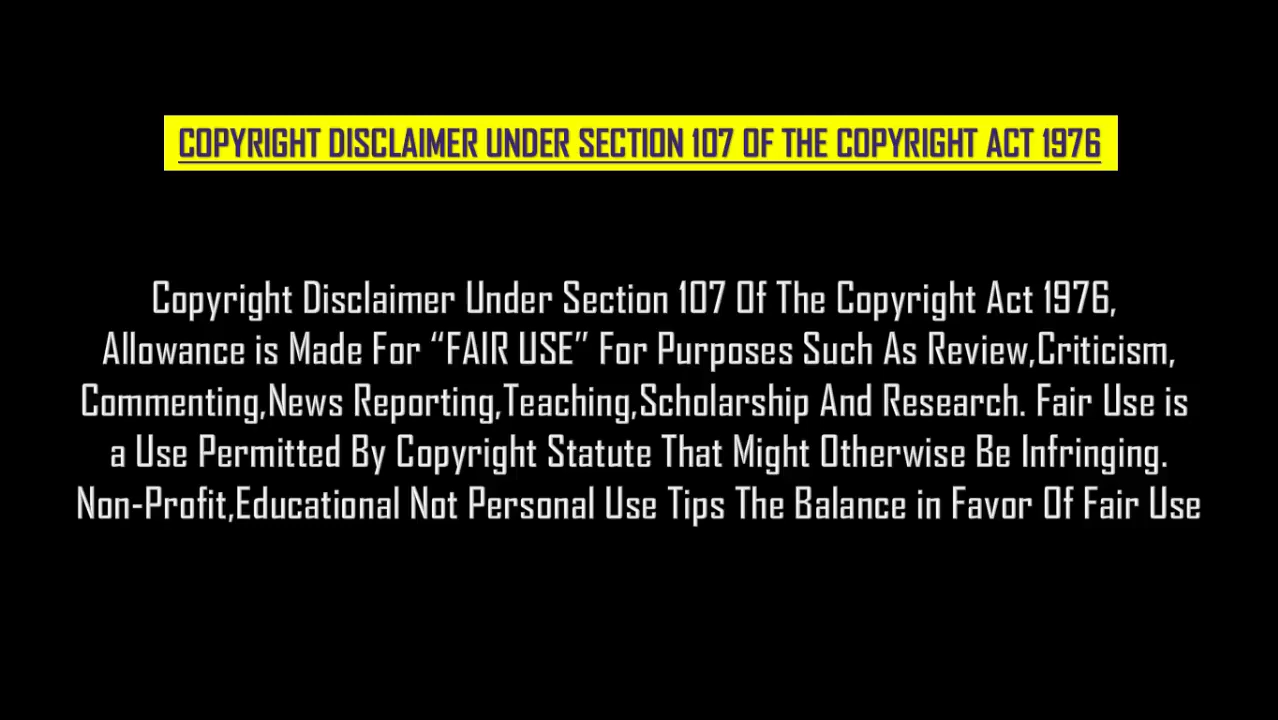 COPYRIGHT DISCLAIMER UNDER SECTION 107 OF THE COPYRIGHT ACT 1976
Copyright Disclaimer Under Section 107 Of The Copyright Act 1976,
Allowance is Made For “FAIR USE” For Purposes Such As Review,Criticism,
Commenting,News Reporting,Teaching,Scholarship And Research. Fair Use is
a Use Permitted By Copyright Statute That Might Otherwise Be Infringing.
Non-Profit,Educational Not Personal Use Tips The Balance in Favor Of Fair Use